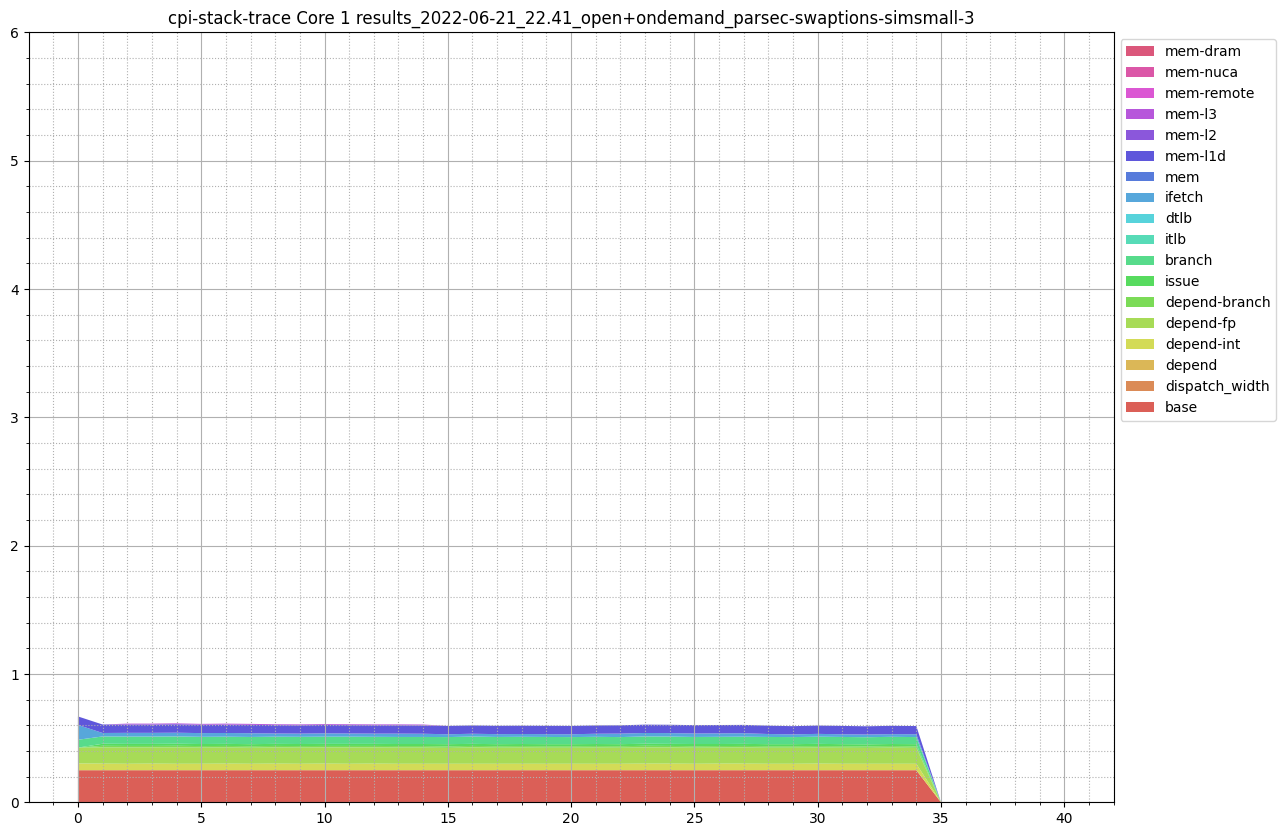 cpi-stack-trace Core 1 results_2022-06-21_22.41_open+ondemand_parsec-swaptions-simsmall-3
6
5
4
3
2
1
0
0 5 10 15 20 25 30 35 40
mem-dram
mem-nuca
mem-remote
mem-l3
mem-l2
mem-l1d
mem
ifetch
dtlb
itlb
branch
issue
depend-branch
depend-fp
depend-int
depend
dispatch_width
base